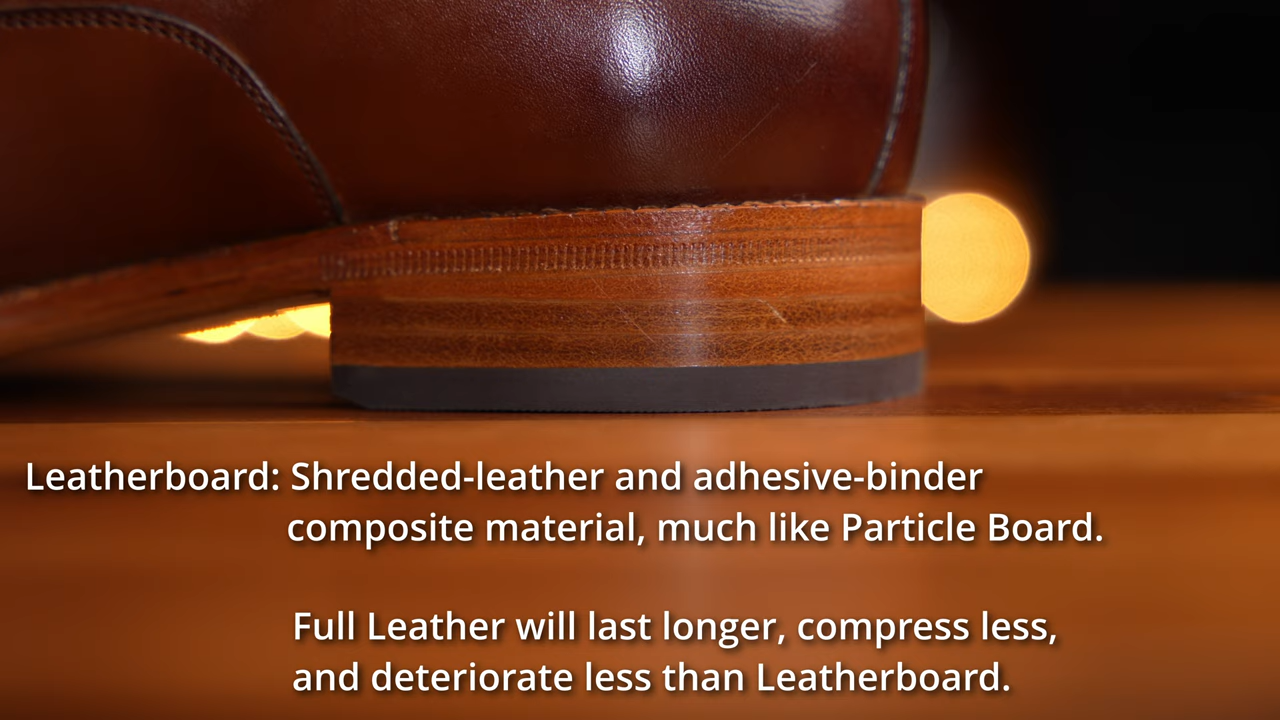 Leatherboard: Shredded-leather and adhesive-binder
composite material, much like Particle Board.
Full Leather will last longer, compress less,
and deteriorate less than Leatherboard.